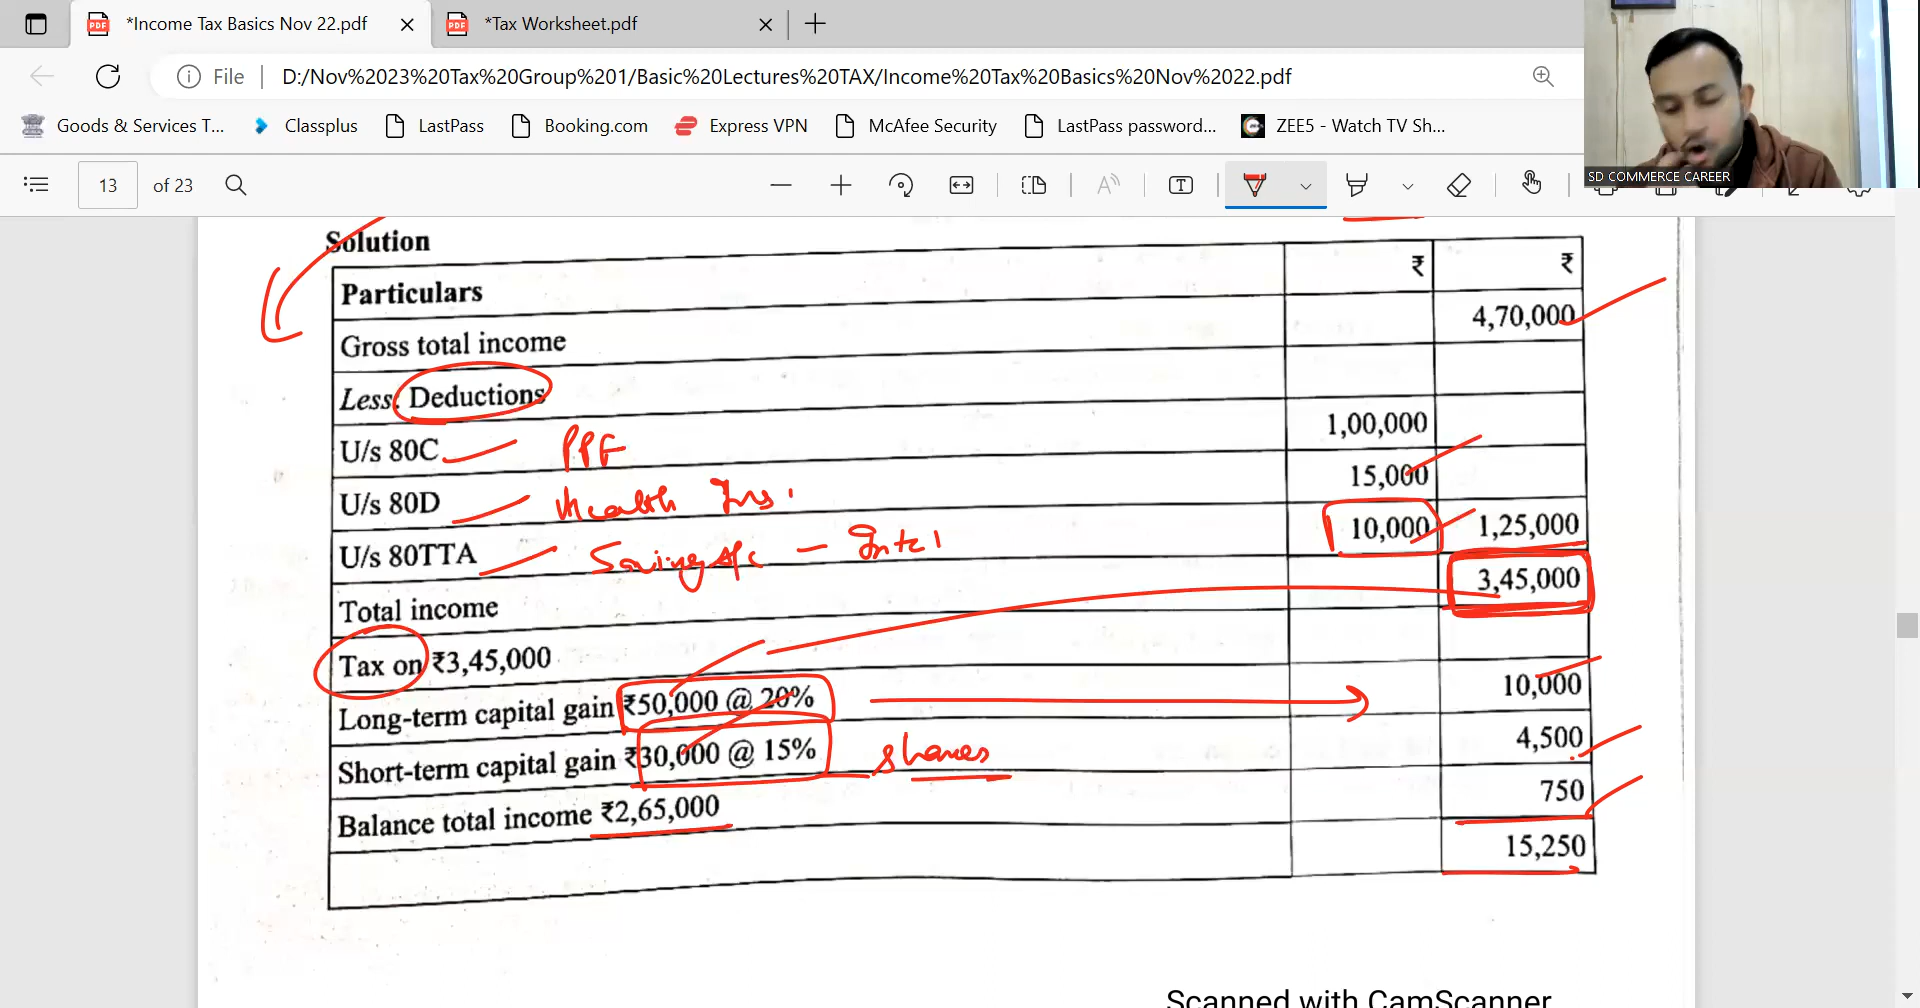 *Income Tax Basics Nov 22.pdf
*Tax Worksheet.pdf
File
D:/Nov%2023%20Tax%20Group%201/Basic%20Lectures%20TAX/Income%20Tax%20Basics%20Nov%2022.pdf
Goods & Services T...
Classplus
LastPass
Booking.com
Express VPN
McAfee Security
LastPass password...
ZEE5 - Watch TV Sh...
13 of 23
SD COMMERCE CAREER
Solution
Particulars ₹ ₹
Gross total income 4,70,000
Less: Deductions
U/s 80C PPF 1,00,000
U/s 80D Health Ins. 15,000
U/s 80TTA Saving A/c - Intt 10,000 1,25,000
Total income 3,45,000
Tax on ₹3,45,000
Long-term capital gain ₹50,000 @ 20% 10,000
Short-term capital gain ₹30,000 @ 15% shares 4,500
Balance total income ₹2,65,000 750
15,250
Scanned with CamScanner